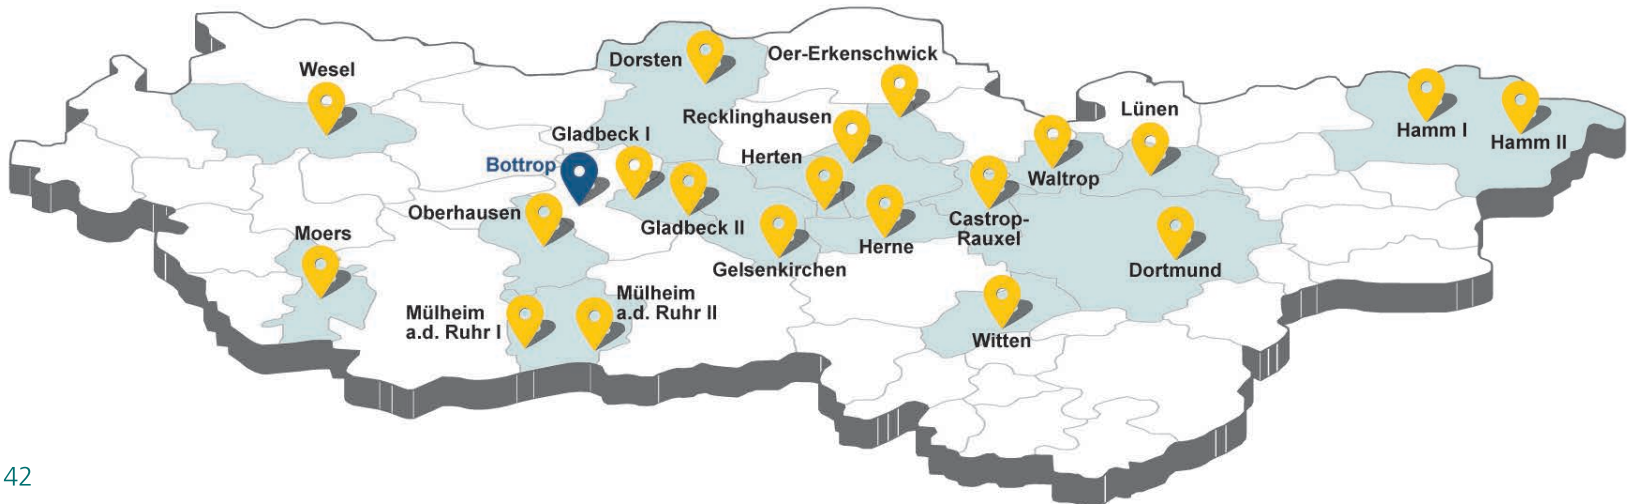 Dorsten
Oer-Erkenschwick
Wesel
Recklinghausen
Lünen
Gladbeck I
Hamm I
Hamm II
Bottrop
Herten
Waltrop
Oberhausen
Gladbeck II
Castrop-
Rauxel
Moers
Herne
Gelsenkirchen
Dortmund
Mülheim
a.d. Ruhr I
Mülheim
a.d. Ruhr II
Witten
42